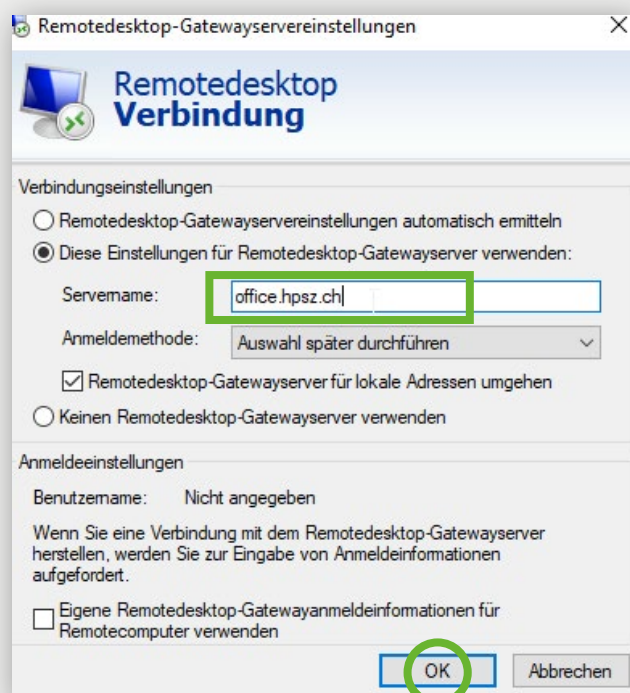 Remotedesktop-Gatewayservereinstellungen
Remotedesktop
Verbindung
Verbindungseinstellungen
Remotedesktop-Gatewayservereinstellungen automatisch ermitteln
Diese Einstellungen für Remotedesktop-Gatewayserver verwenden:
Servername: office.hpsz.ch
Anmeldemethode: Auswahl später durchführen
Remotedesktop-Gatewayserver für lokale Adressen umgehen
Keinen Remotedesktop-Gatewayserver verwenden
Anmeldeeinstellungen
Benutzername: Nicht angegeben
Wenn Sie eine Verbindung mit dem Remotedesktop-Gatewayserver
herstellen, werden Sie zur Eingabe von Anmeldeinformationen
aufgefordert.
Eigene Remotedesktop-Gatewayanmeldeinformationen für
Remotecomputer verwenden
OK Abbrechen